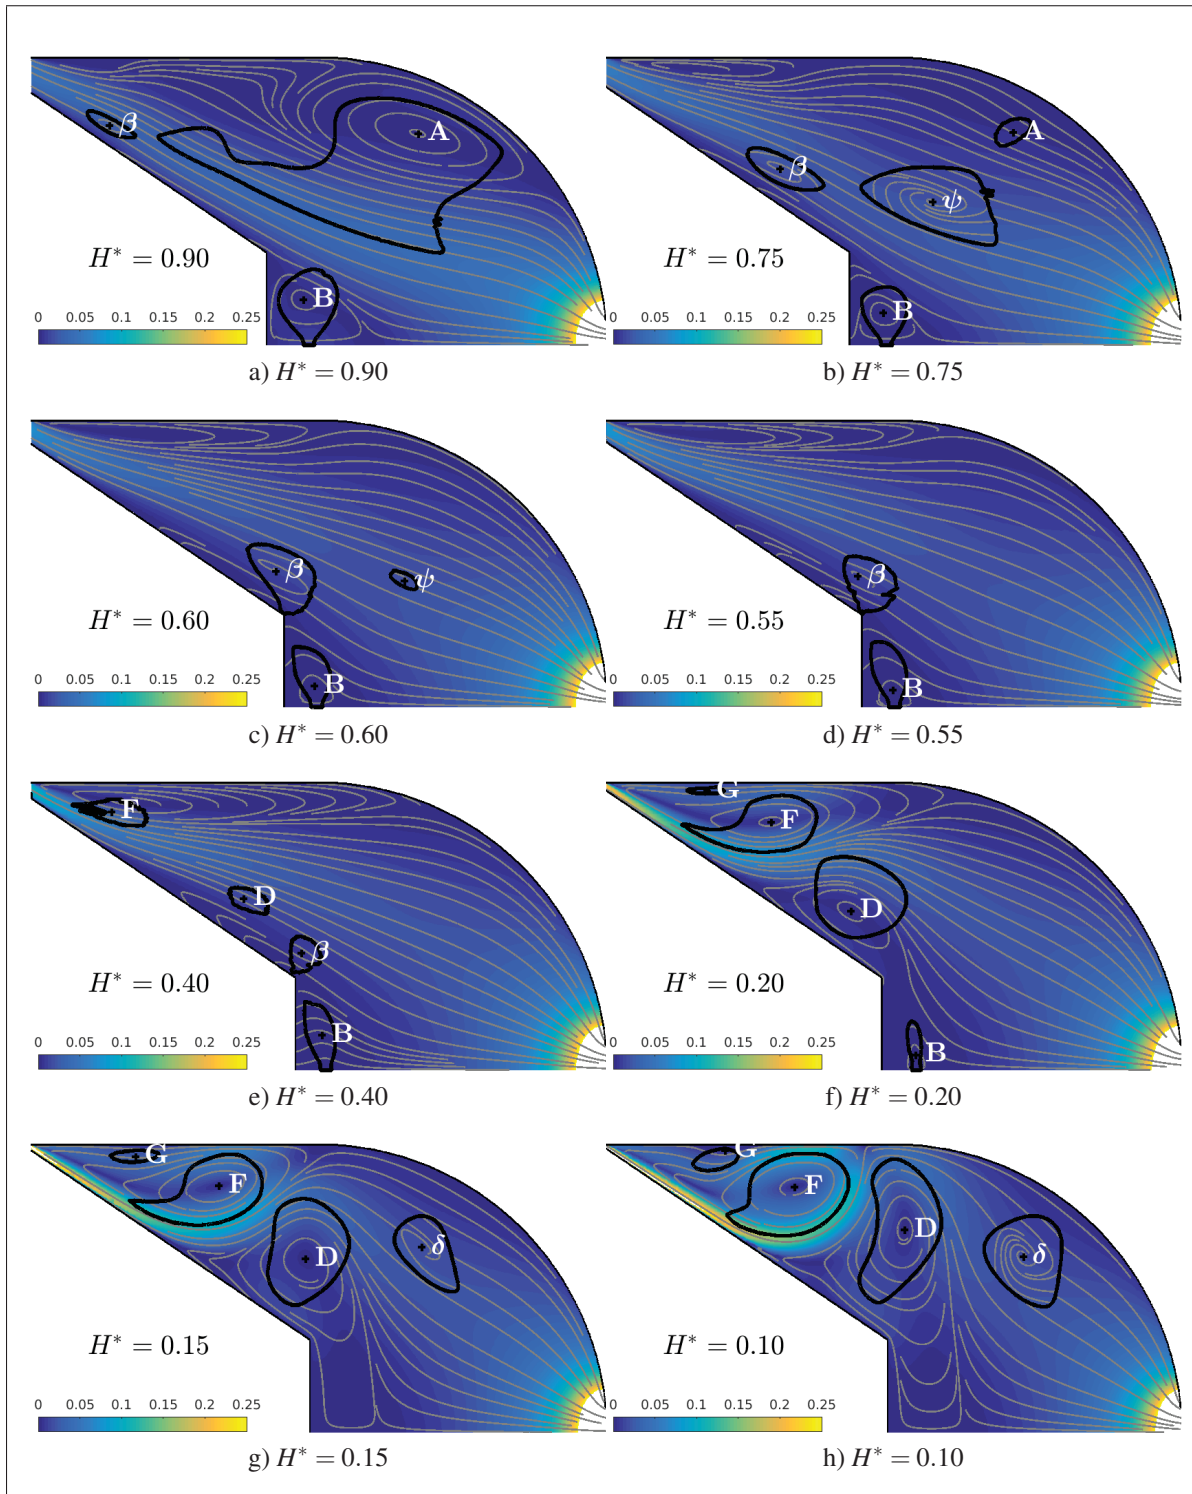 β
A
H* = 0.90
B
0 0.05 0.1 0.15 0.2 0.25
a) H* = 0.90
A
β
ψ
H* = 0.75
B
0 0.05 0.1 0.15 0.2 0.25
b) H* = 0.75
β
ψ
H* = 0.60
B
0 0.05 0.1 0.15 0.2 0.25
c) H* = 0.60
β
H* = 0.55
B
0 0.05 0.1 0.15 0.2 0.25
d) H* = 0.55
F
D
β
H* = 0.40
B
0 0.05 0.1 0.15 0.2 0.25
e) H* = 0.40
G
F
D
H* = 0.20
B
0 0.05 0.1 0.15 0.2 0.25
f) H* = 0.20
G
F
D
δ
H* = 0.15
0 0.05 0.1 0.15 0.2 0.25
g) H* = 0.15
G
F
D
δ
H* = 0.10
0 0.05 0.1 0.15 0.2 0.25
h) H* = 0.10